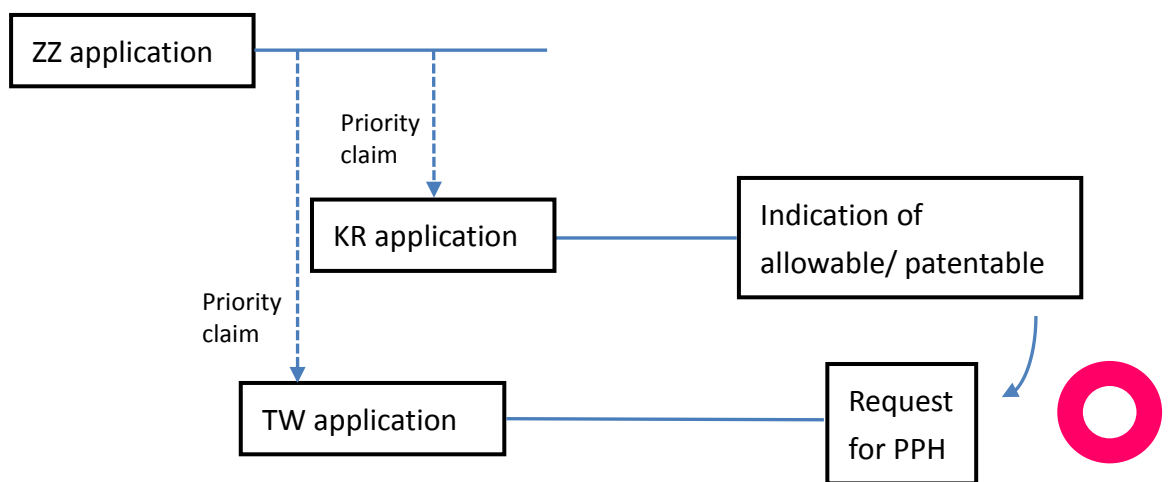 ZZ application
Priority
claim
KR application
Indication of
allowable/ patentable
Priority
claim
TW application
Request
for PPH